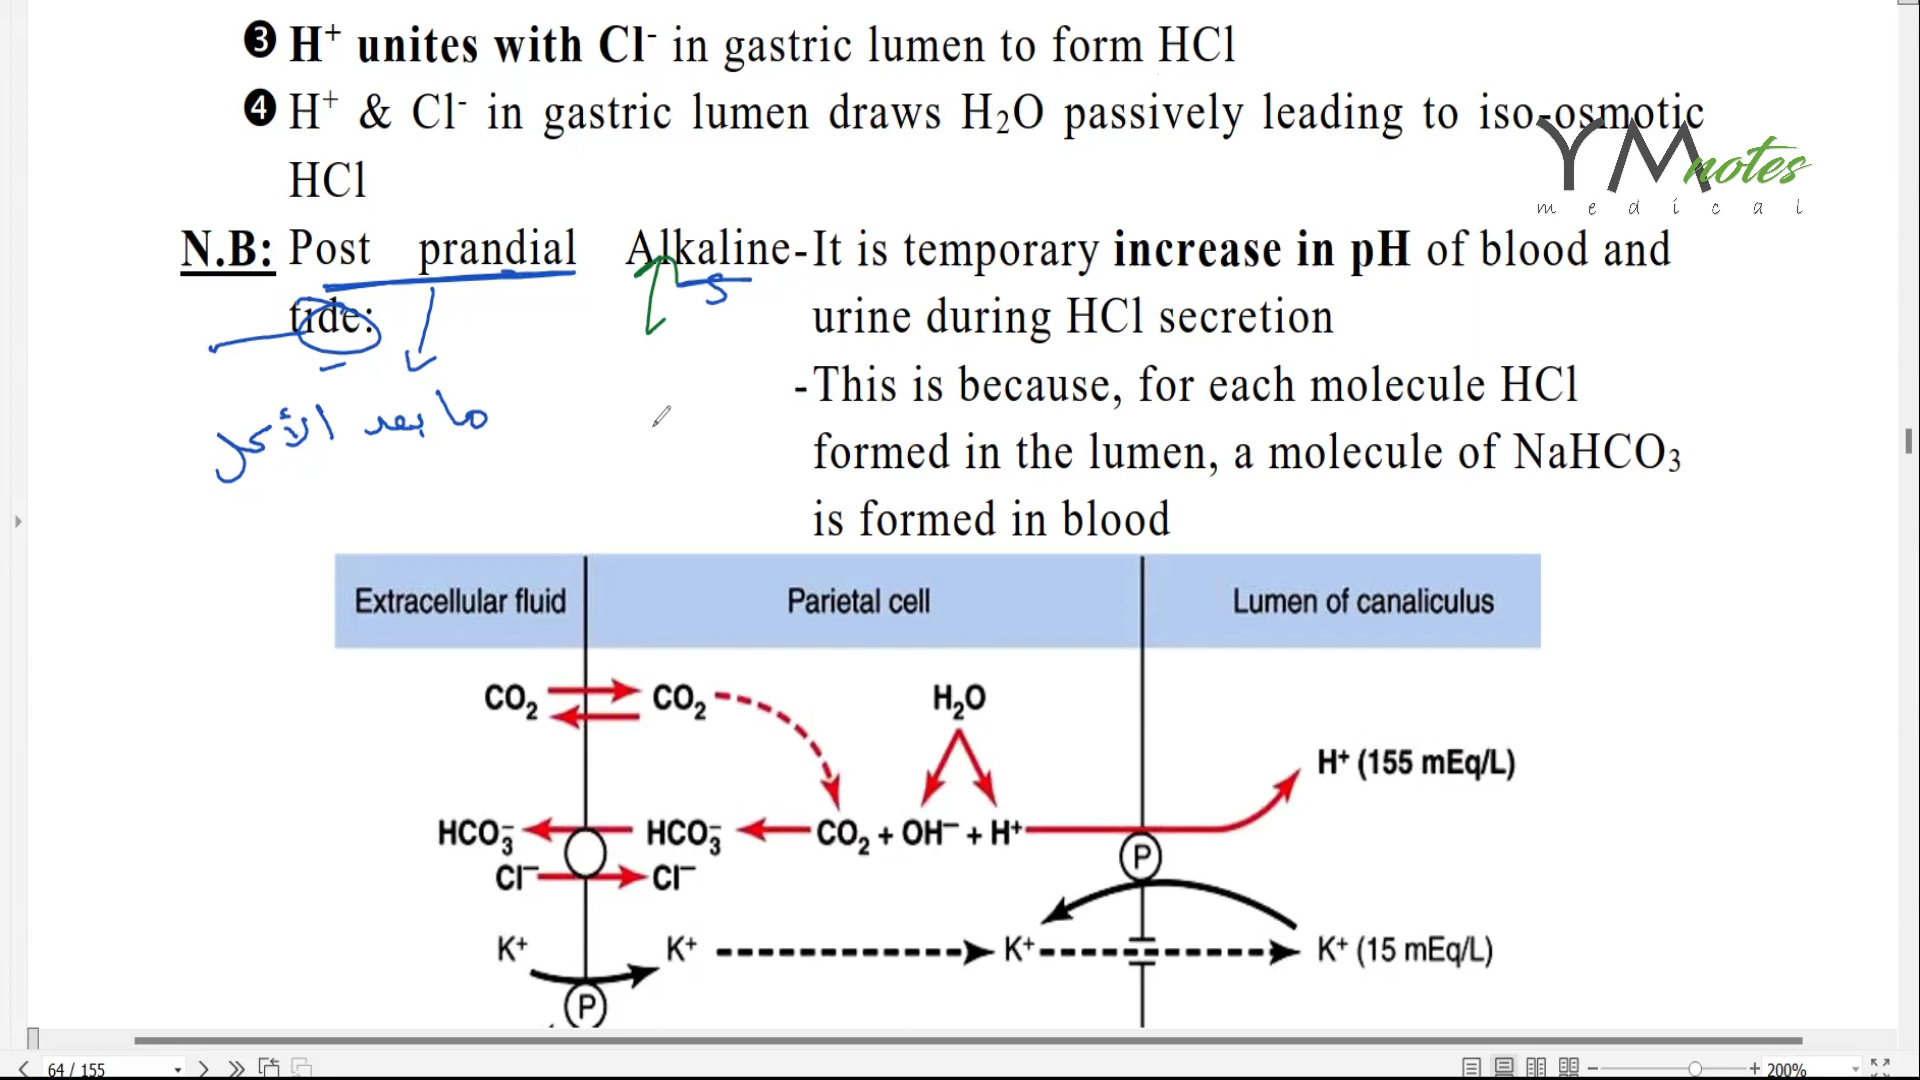 ❸ H⁺ unites with Cl⁻ in gastric lumen to form HCl
❹ H⁺ & Cl⁻ in gastric lumen draws H₂O passively leading to iso-osmotic
HCl
YM notes
medical
N.B: Post prandial Alkaline
tide:
-It is temporary increase in pH of blood and
urine during HCl secretion
-This is because, for each molecule HCl
formed in the lumen, a molecule of NaHCO₃
is formed in blood
ما بعد الأكل
Extracellular fluid Parietal cell Lumen of canaliculus
CO₂ CO₂ H₂O
H⁺ (155 mEq/L)
HCO₃⁻ HCO₃⁻ CO₂ + OH⁻ + H⁺
P
Cl⁻ Cl⁻
K⁺ K⁺ K⁺ K⁺ (15 mEq/L)
P
64 / 155
200%